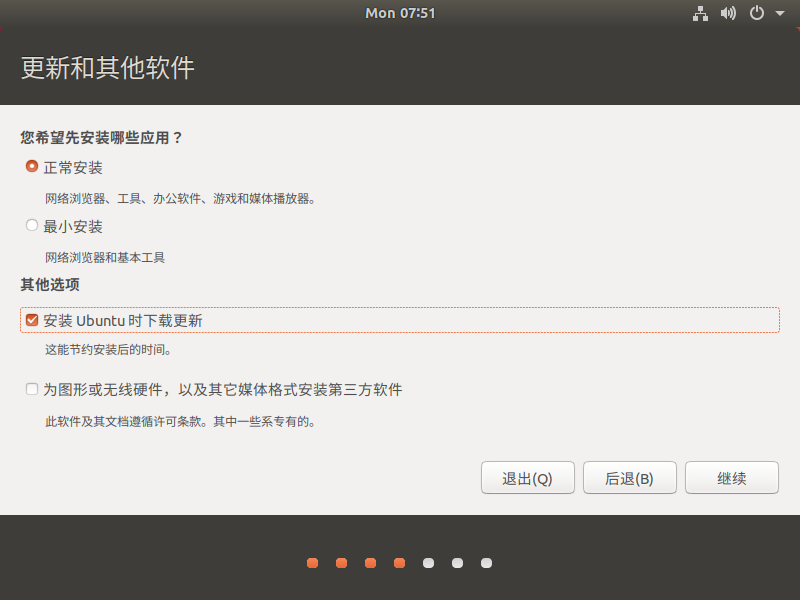 Mon 07:51
更新和其他软件
您希望先安装哪些应用？
正常安装
网络浏览器、工具、办公软件、游戏和媒体播放器。
最小安装
网络浏览器和基本工具
其他选项
安装 Ubuntu 时下载更新
这能节约安装后的时间。
为图形或无线硬件，以及其它媒体格式安装第三方软件
此软件及其文档遵循许可条款。其中一些系专有的。
退出(Q) 后退(B) 继续